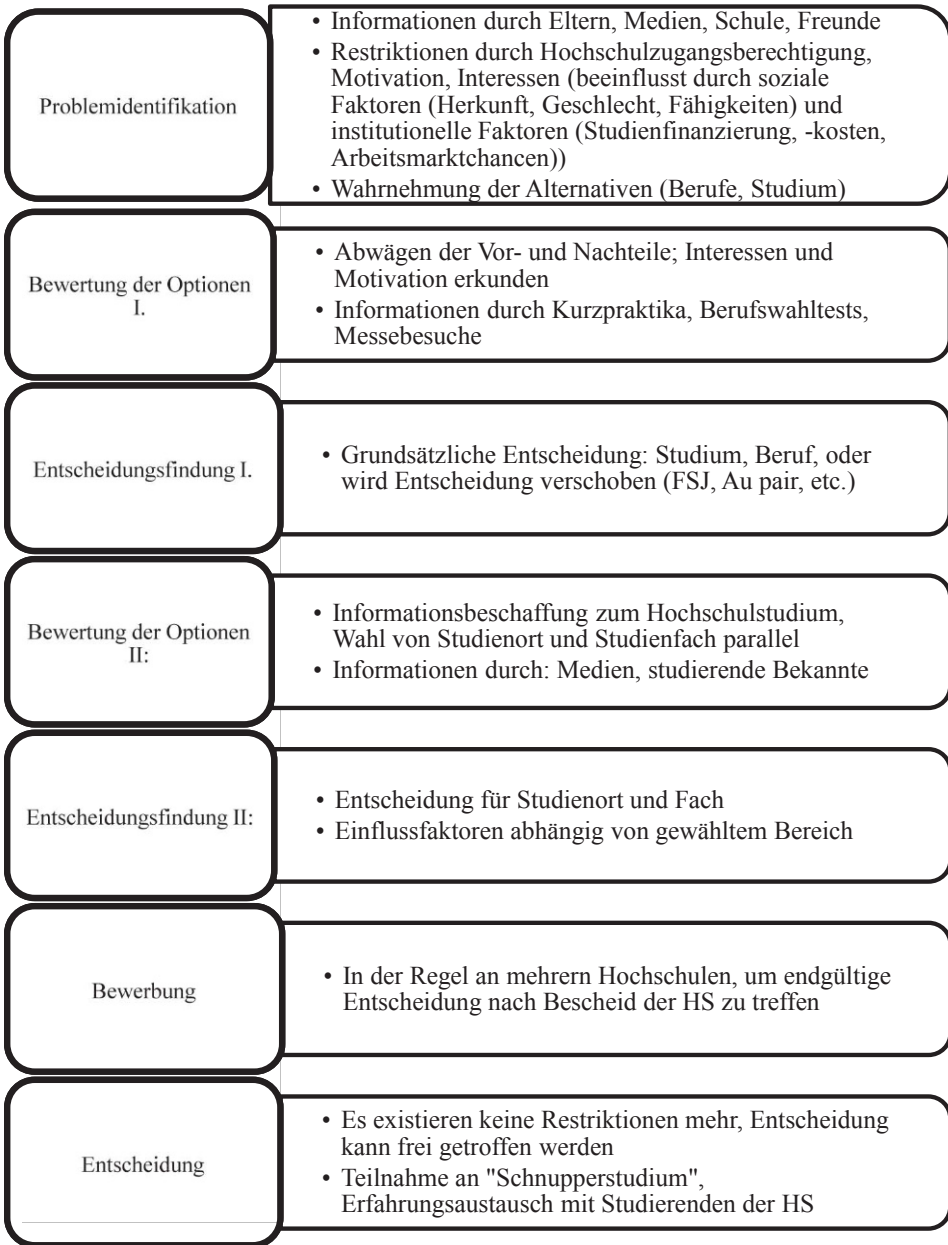 Problemidentifikation
• Informationen durch Eltern, Medien, Schule, Freunde
• Restriktionen durch Hochschulzugangsberechtigung,
Motivation, Interessen (beeinflusst durch soziale
Faktoren (Herkunft, Geschlecht, Fähigkeiten) und
institutionelle Faktoren (Studienfinanzierung, -kosten,
Arbeitsmarktchancen))
• Wahrnehmung der Alternativen (Berufe, Studium)
Bewertung der Optionen
I.
• Abwägen der Vor- und Nachteile; Interessen und
Motivation erkunden
• Informationen durch Kurzpraktika, Berufswahltests,
Messebesuche
Entscheidungsfindung I.
• Grundsätzliche Entscheidung: Studium, Beruf, oder
wird Entscheidung verschoben (FSJ, Au pair, etc.)
Bewertung der Optionen
II:
• Informationsbeschaffung zum Hochschulstudium,
Wahl von Studienort und Studienfach parallel
• Informationen durch: Medien, studierende Bekannte
Entscheidungsfindung II:
• Entscheidung für Studienort und Fach
• Einflussfaktoren abhängig von gewähltem Bereich
Bewerbung
• In der Regel an mehrern Hochschulen, um endgültige
Entscheidung nach Bescheid der HS zu treffen
Entscheidung
• Es existieren keine Restriktionen mehr, Entscheidung
kann frei getroffen werden
• Teilnahme an "Schnupperstudium",
Erfahrungsaustausch mit Studierenden der HS